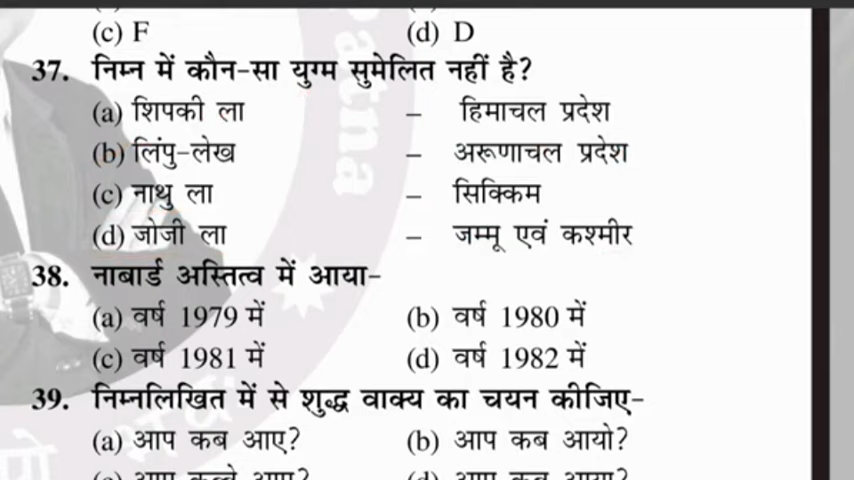 (c) F (d) D
37. निम्न में कौन-सा युग्म सुमेलित नहीं है?
(a) शिपकी ला – हिमाचल प्रदेश
(b) लिंपु-लेख – अरूणाचल प्रदेश
(c) नाथु ला – सिक्किम
(d) जोजी ला – जम्मू एवं कश्मीर
38. नाबार्ड अस्तित्व में आया-
(a) वर्ष 1979 में (b) वर्ष 1980 में
(c) वर्ष 1981 में (d) वर्ष 1982 में
39. निम्नलिखित में से शुद्ध वाक्य का चयन कीजिए-
(a) आप कब आए? (b) आप कब आयो?